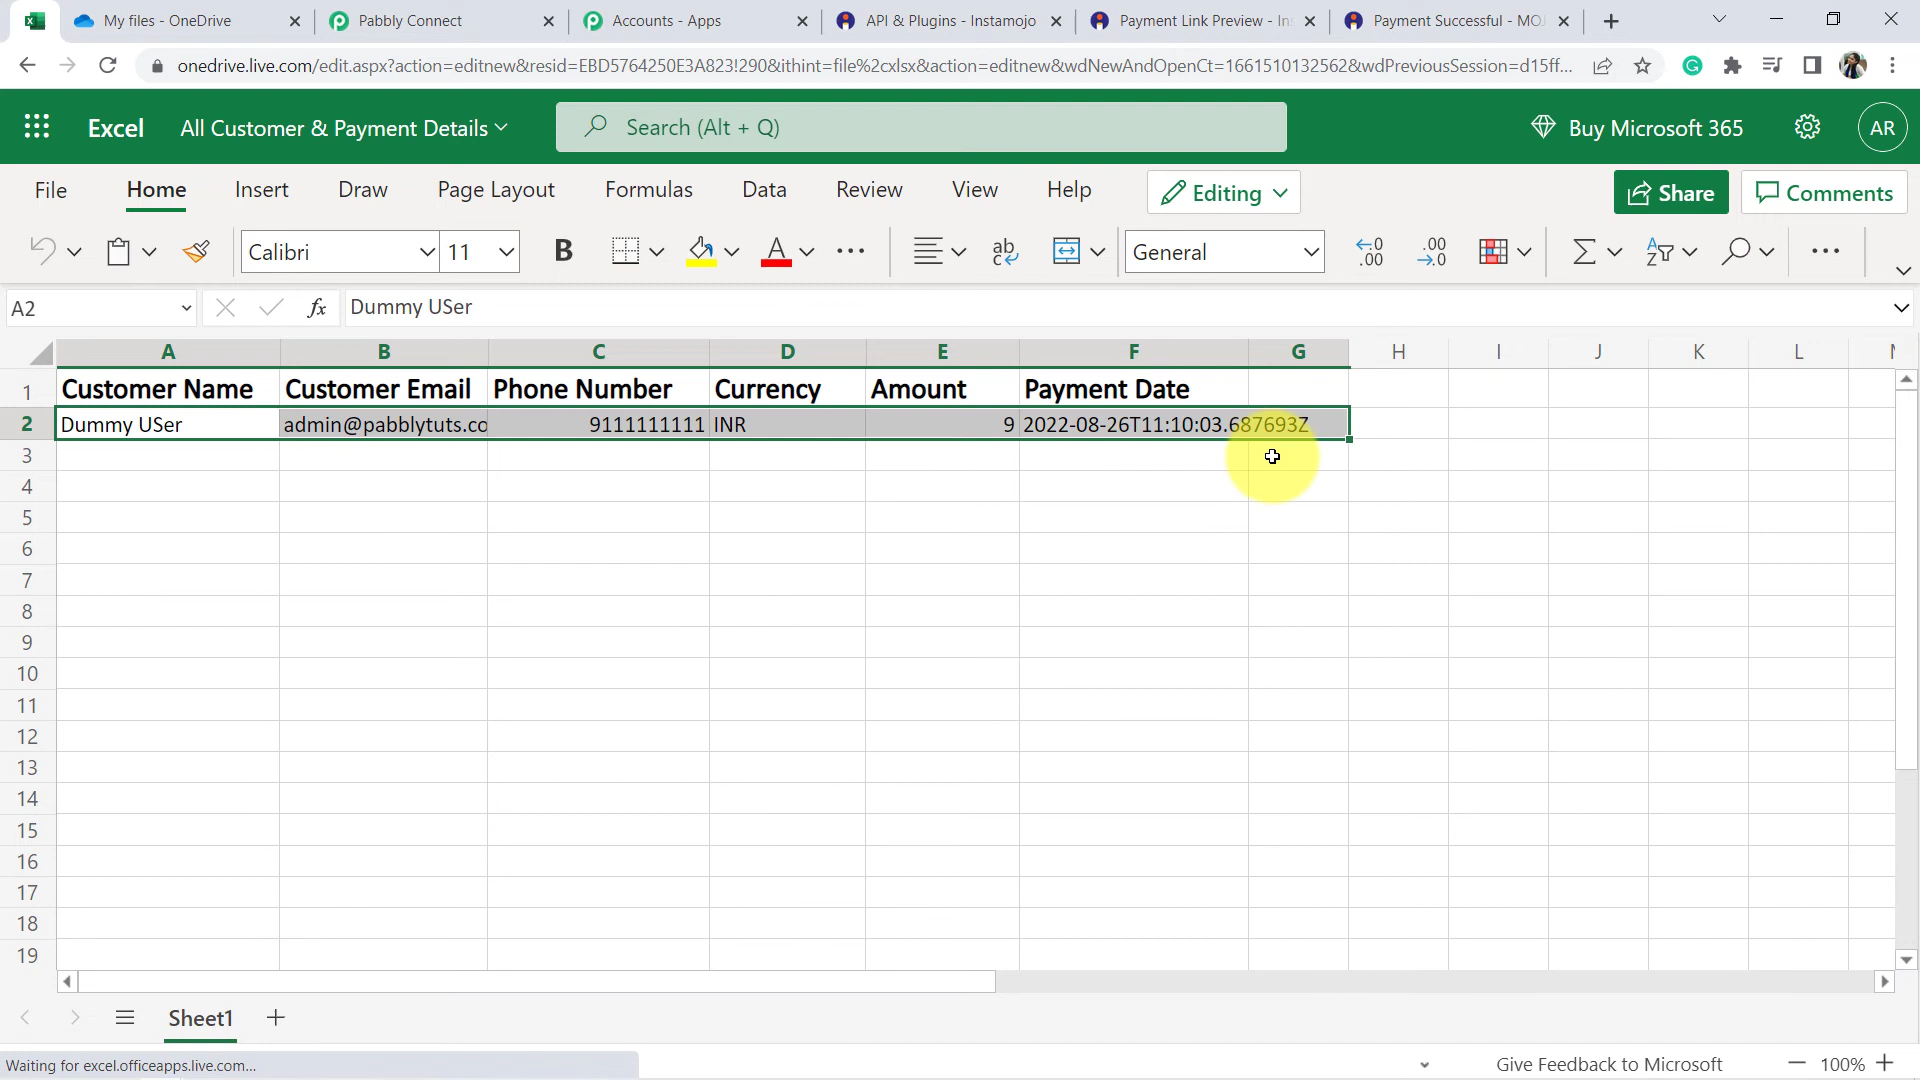 My files - OneDrive
Pabbly Connect
Accounts - Apps
API & Plugins - Instamojo
Payment Link Preview - Ins
Payment Successful - MOJ
onedrive.live.com/edit.aspx?action=editnew&resid=EBD5764250E3A823!290&ithint=file%2cxlsx&action=editnew&wdNewAndOpenCt=1661510132562&wdPreviousSession=d15ff...
Excel
All Customer & Payment Details
Search (Alt + Q)
Buy Microsoft 365
AR
File
Home
Insert
Draw
Page Layout
Formulas
Data
Review
View
Help
Editing
Share
Comments
Calibri
11
B
A
ab
General
.00
.00
A2
fx
Dummy USer
A B C D E F G H I J K L
1 Customer Name Customer Email Phone Number Currency Amount Payment Date
2 Dummy USer admin@pabblytuts.co 9111111111 INR 9 2022-08-26T11:10:03.687693Z
3
4
5
6
7
8
9
10
11
12
13
14
15
16
17
18
19
Sheet1
Waiting for excel.officeapps.live.com...
Give Feedback to Microsoft
100%